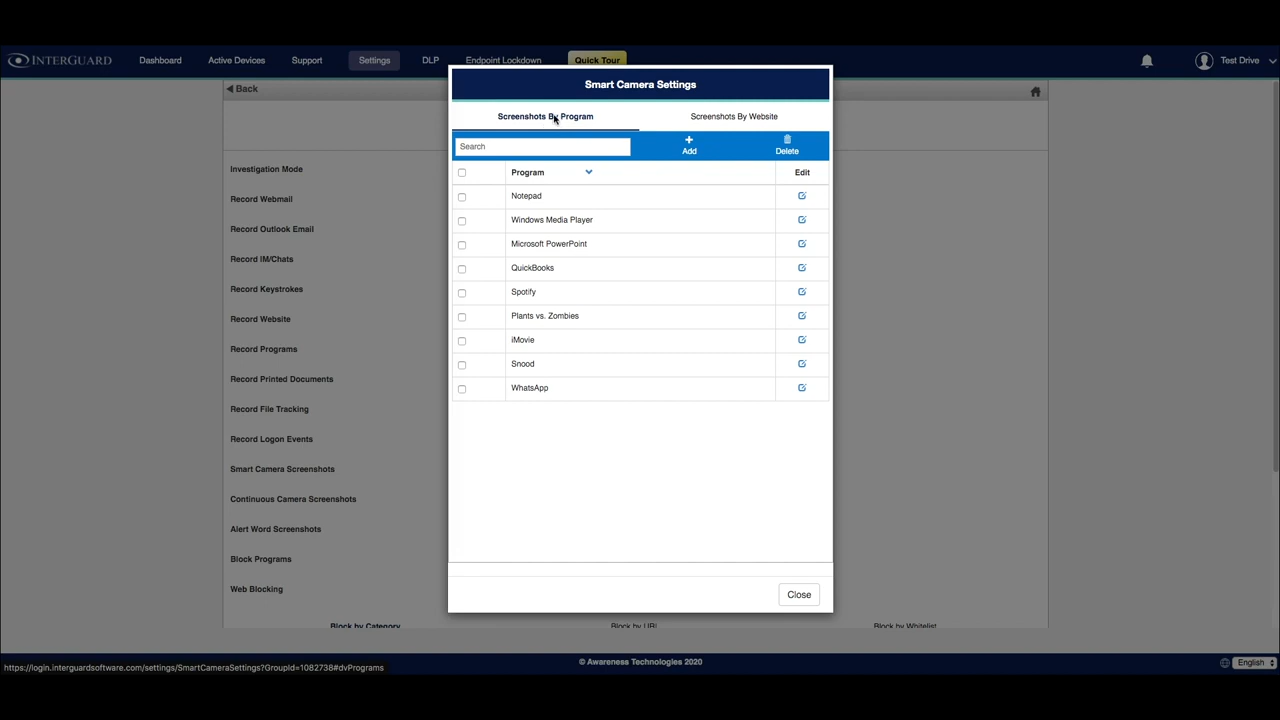 INTERGUARD
Dashboard
Active Devices
Support
Settings
DLP
Endpoint Lockdown
Quick Tour
Test Drive
Back
Smart Camera Settings
Screenshots By Program
Screenshots By Website
Search
Add
Delete
Program
Edit
Notepad
Windows Media Player
Microsoft PowerPoint
QuickBooks
Spotify
Plants vs. Zombies
iMovie
Snood
WhatsApp
Close
Investigation Mode
Record Webmail
Record Outlook Email
Record IM/Chats
Record Keystrokes
Record Website
Record Programs
Record Printed Documents
Record File Tracking
Record Logon Events
Smart Camera Screenshots
Continuous Camera Screenshots
Alert Word Screenshots
Block Programs
Web Blocking
Block by Category
Block by URL
Block by Whitelist
© Awareness Technologies 2020
English
https://login.interguardsoftware.com/settings/SmartCameraSettings?GroupId=1082738#dvPrograms